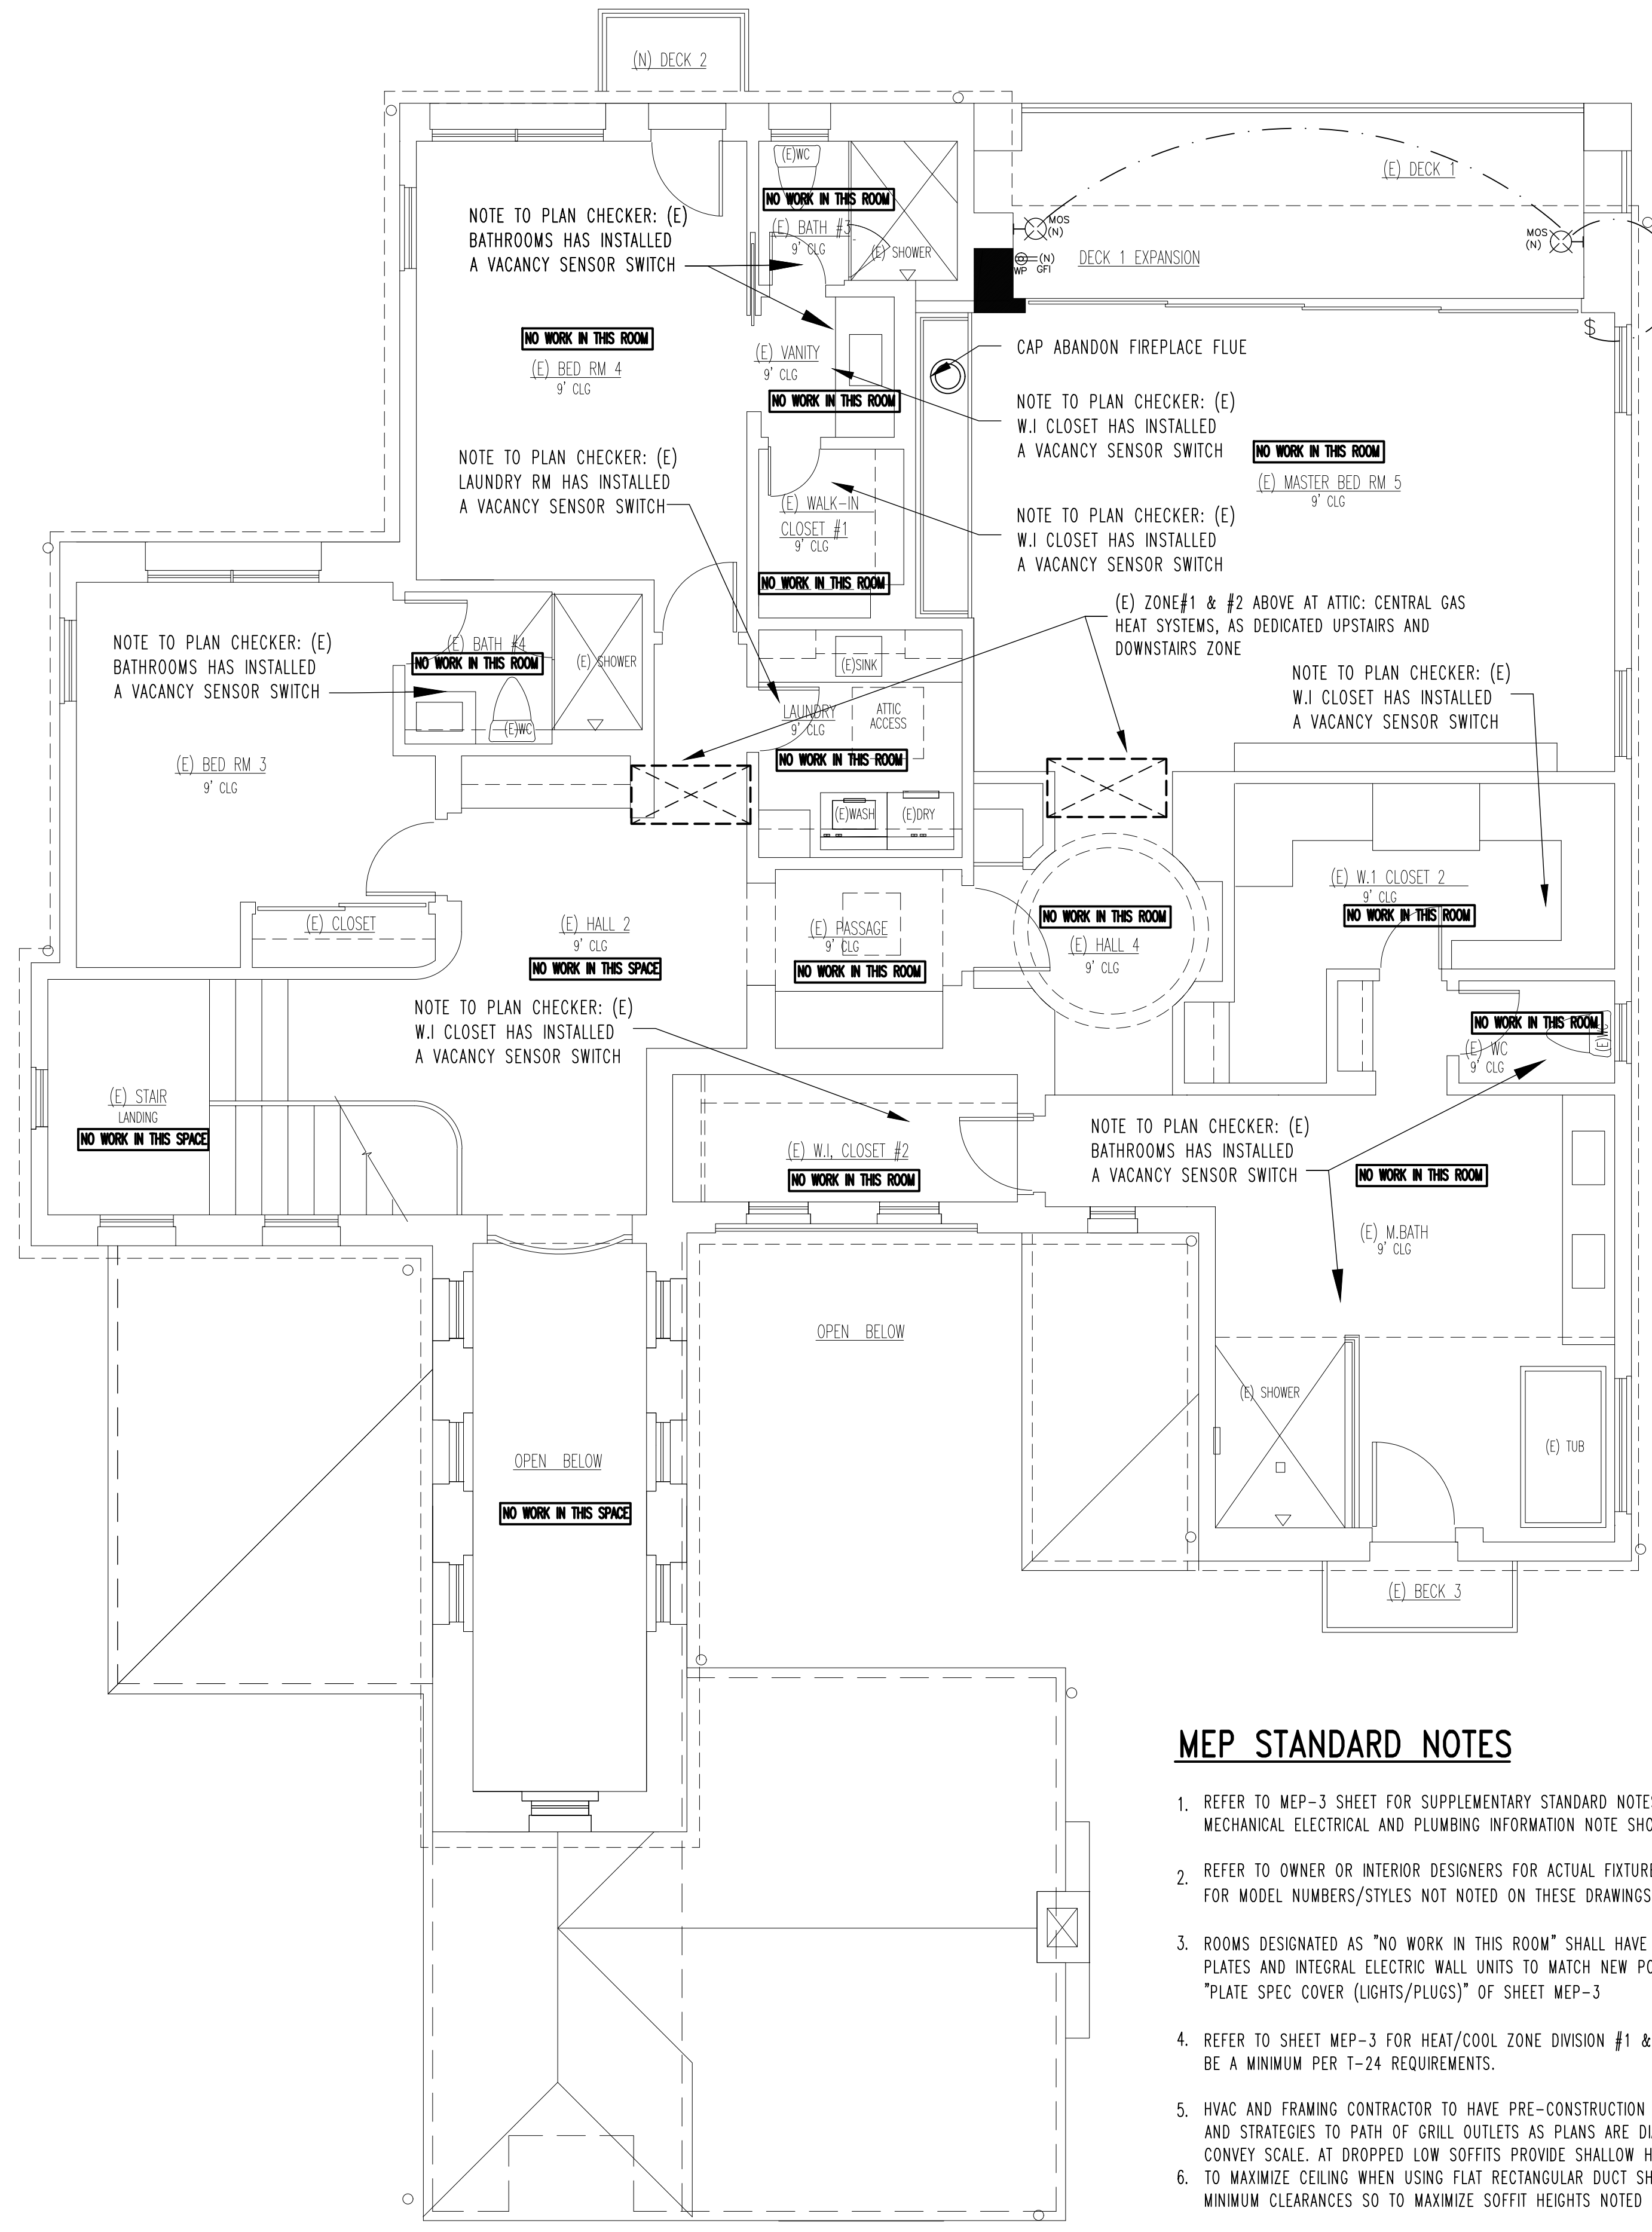 (N) DECK 2
(E) DECK 1
MOS
(N)
MOS
(N)
(N)
WP GFI
DECK 1 EXPANSION
$
(E)WC
NO WORK IN THIS ROOM
(E) BATH #3
9' CLG
(E) SHOWER
NOTE TO PLAN CHECKER: (E)
BATHROOMS HAS INSTALLED
A VACANCY SENSOR SWITCH
NO WORK IN THIS ROOM
(E) BED RM 4
9' CLG
(E) VANITY
9' CLG
NO WORK IN THIS ROOM
CAP ABANDON FIREPLACE FLUE
NOTE TO PLAN CHECKER: (E)
W.I CLOSET HAS INSTALLED
A VACANCY SENSOR SWITCH
NO WORK IN THIS ROOM
(E) MASTER BED RM 5
9' CLG
NOTE TO PLAN CHECKER: (E)
LAUNDRY RM HAS INSTALLED
A VACANCY SENSOR SWITCH
(E) WALK-IN
CLOSET #1
9' CLG
NO WORK IN THIS ROOM
NOTE TO PLAN CHECKER: (E)
W.I CLOSET HAS INSTALLED
A VACANCY SENSOR SWITCH
(E) ZONE#1 & #2 ABOVE AT ATTIC: CENTRAL GAS
HEAT SYSTEMS, AS DEDICATED UPSTAIRS AND
DOWNSTAIRS ZONE
NOTE TO PLAN CHECKER: (E)
BATHROOMS HAS INSTALLED
A VACANCY SENSOR SWITCH
(E) BATH #4
NO WORK IN THIS ROOM
(E) SHOWER
(E)WC
(E)SINK
LAUNDRY
9' CLG
ATTIC
ACCESS
NO WORK IN THIS ROOM
(E)WASH
(E)DRY
NOTE TO PLAN CHECKER: (E)
W.I CLOSET HAS INSTALLED
A VACANCY SENSOR SWITCH
(E) BED RM 3
9' CLG
(E) CLOSET
(E) HALL 2
9' CLG
NO WORK IN THIS SPACE
(E) PASSAGE
9' CLG
NO WORK IN THIS ROOM
NO WORK IN THIS ROOM
(E) HALL 4
9' CLG
(E) W.1 CLOSET 2
9' CLG
NO WORK IN THIS ROOM
NOTE TO PLAN CHECKER: (E)
W.I CLOSET HAS INSTALLED
A VACANCY SENSOR SWITCH
NO WORK IN THIS ROOM
(E) WC
9' CLG
(E)WC
(E) STAIR
LANDING
NO WORK IN THIS SPACE
(E) W.I, CLOSET #2
NO WORK IN THIS ROOM
NOTE TO PLAN CHECKER: (E)
BATHROOMS HAS INSTALLED
A VACANCY SENSOR SWITCH
NO WORK IN THIS ROOM
(E) M.BATH
9' CLG
OPEN BELOW
(E) SHOWER
(E) TUB
OPEN BELOW
NO WORK IN THIS SPACE
(E) BECK 3
MEP STANDARD NOTES
1. REFER TO MEP-3 SHEET FOR SUPPLEMENTARY STANDARD NOTES
MECHANICAL ELECTRICAL AND PLUMBING INFORMATION NOTE SHO
2. REFER TO OWNER OR INTERIOR DESIGNERS FOR ACTUAL FIXTURE
FOR MODEL NUMBERS/STYLES NOT NOTED ON THESE DRAWINGS
3. ROOMS DESIGNATED AS "NO WORK IN THIS ROOM" SHALL HAVE
PLATES AND INTEGRAL ELECTRIC WALL UNITS TO MATCH NEW PO
"PLATE SPEC COVER (LIGHTS/PLUGS)" OF SHEET MEP-3
4. REFER TO SHEET MEP-3 FOR HEAT/COOL ZONE DIVISION #1 &
BE A MINIMUM PER T-24 REQUIREMENTS.
5. HVAC AND FRAMING CONTRACTOR TO HAVE PRE-CONSTRUCTION
AND STRATEGIES TO PATH OF GRILL OUTLETS AS PLANS ARE DI
CONVEY SCALE. AT DROPPED LOW SOFFITS PROVIDE SHALLOW H
6. TO MAXIMIZE CEILING WHEN USING FLAT RECTANGULAR DUCT SH
MINIMUM CLEARANCES SO TO MAXIMIZE SOFFIT HEIGHTS NOTED